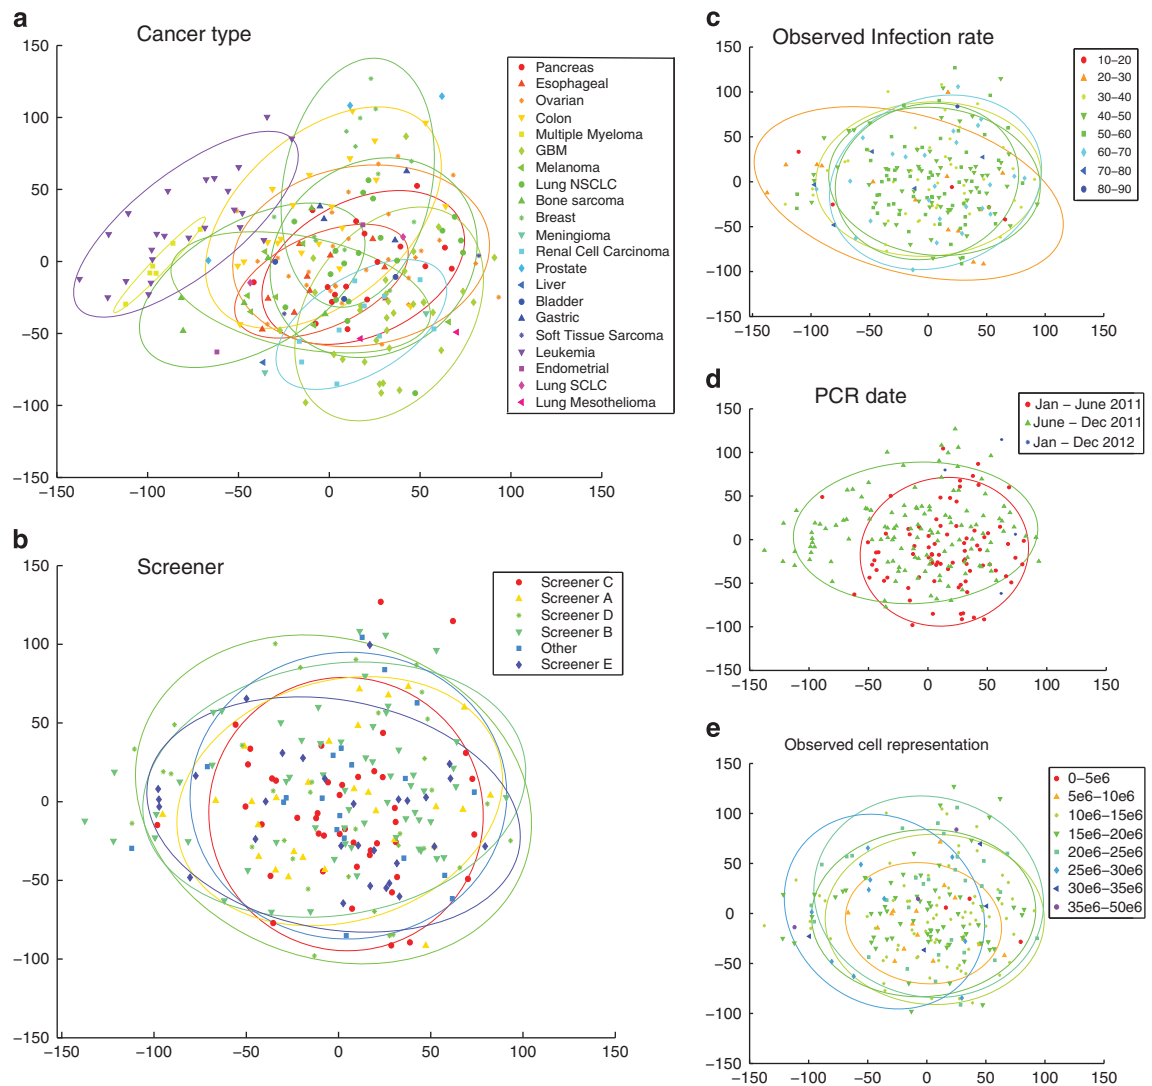 a
Cancer type
150
100
50
0
−50
−100
−150
−150
−100
−50
0
50
100
150
Pancreas
Esophageal
Ovarian
Colon
Multiple Myeloma
GBM
Melanoma
Lung NSCLC
Bone sarcoma
Breast
Meningioma
Renal Cell Carcinoma
Prostate
Liver
Bladder
Gastric
Soft Tissue Sarcoma
Leukemia
Endometrial
Lung SCLC
Lung Mesothelioma
b
Screener
150
100
50
0
−50
−100
−150
−150
−100
−50
0
50
100
150
Screener C
Screener A
Screener D
Screener B
Other
Screener E
c
Observed Infection rate
150
100
50
0
−50
−100
−150
−150
−100
−50
0
50
100
150
10−20
20−30
30−40
40−50
50−60
60−70
70−80
80−90
d
PCR date
150
100
50
0
−50
−100
−150
−150
−100
−50
0
50
100
150
Jan − June 2011
June − Dec 2011
Jan − Dec 2012
e
Observed cell representation
150
100
50
0
−50
−100
−150
−150
−100
−50
0
50
100
150
0−5e6
5e6−10e6
10e6−15e6
15e6−20e6
20e6−25e6
25e6−30e6
30e6−35e6
35e6−50e6